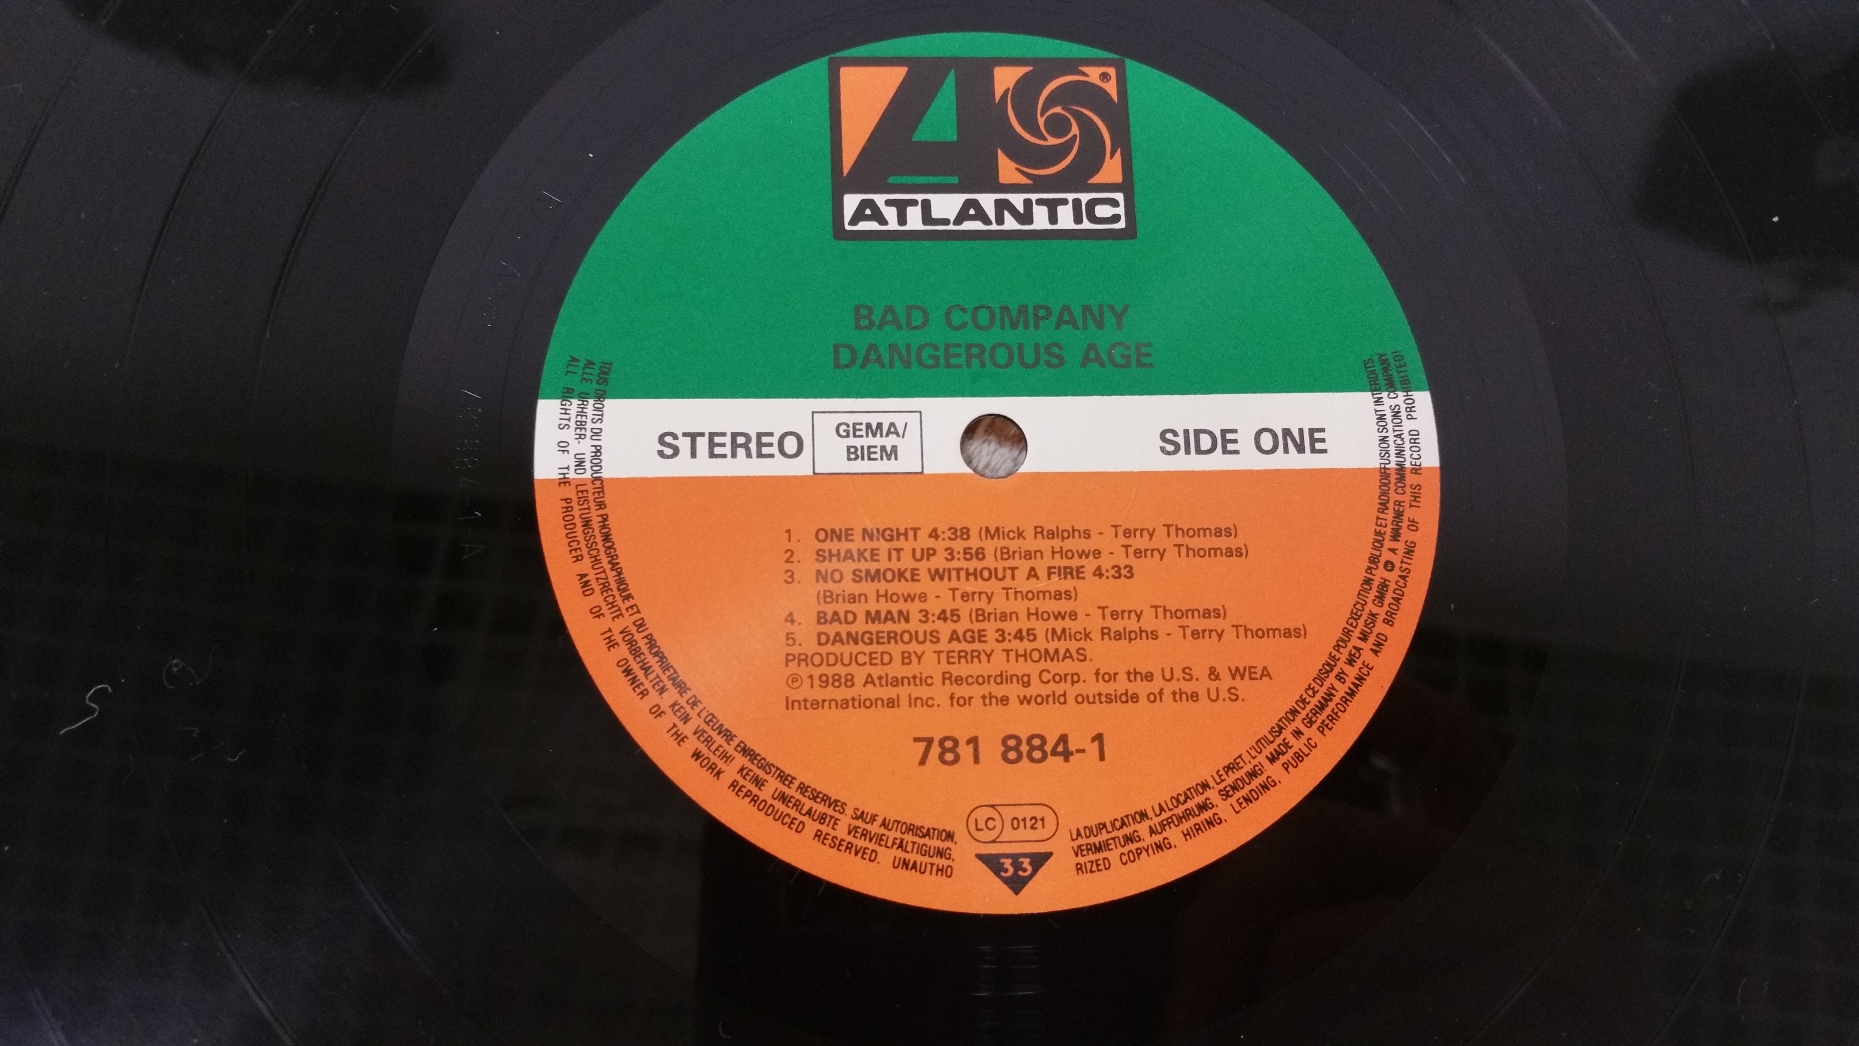 ®
ATLANTIC
BAD COMPANY
DANGEROUS AGE
STEREO
GEMA/
BIEM
SIDE ONE
1. ONE NIGHT 4:38 (Mick Ralphs - Terry Thomas)
2. SHAKE IT UP 3:56 (Brian Howe - Terry Thomas)
3. NO SMOKE WITHOUT A FIRE 4:33
(Brian Howe - Terry Thomas)
4. BAD MAN 3:45 (Brian Howe - Terry Thomas)
5. DANGEROUS AGE 3:45 (Mick Ralphs - Terry Thomas)
PRODUCED BY TERRY THOMAS.
℗1988 Atlantic Recording Corp. for the U.S. & WEA
International Inc. for the world outside of the U.S.
781 884-1
LC 0121
33
TOUS DROITS DU PRODUCTEUR PHONOGRAPHIQUE ET DU PROPRIETAIRE DE L'ŒUVRE ENREGISTREE RESERVES. SAUF AUTORISATION, LA DUPLICATION, LA LOCATION, LE PRET, L'UTILISATION DE CE DISQUE POUR EXECUTION PUBLIQUE ET RADIODIFFUSION SONT INTERDITS.
ALLE URHEBER- UND LEISTUNGSSCHUTZRECHTE VORBEHALTEN. KEIN VERLEIH! KEINE UNERLAUBTE VERVIELFÄLTIGUNG, VERMIETUNG, AUFFÜHRUNG, SENDUNG! MADE IN GERMANY BY WEA MUSIK GMBH A WARNER COMMUNICATIONS COMPANY
ALL RIGHTS OF THE PRODUCER AND OF THE OWNER OF THE WORK REPRODUCED RESERVED. UNAUTHORIZED COPYING, HIRING, LENDING, PUBLIC PERFORMANCE AND BROADCASTING OF THIS RECORD PROHIBITED!